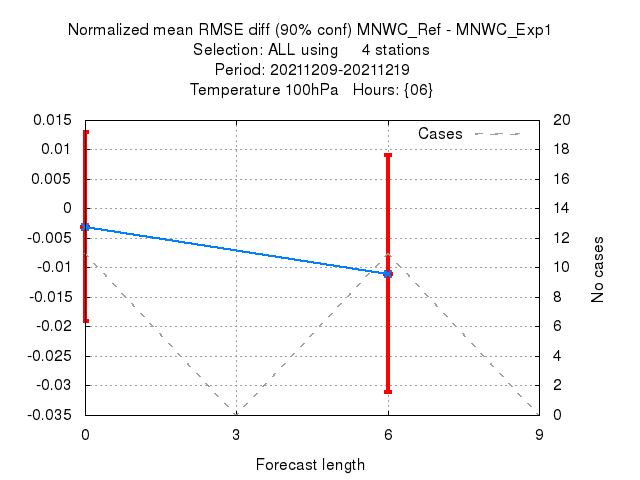 Normalized mean RMSE diff (90% conf) MNWC_Ref - MNWC_Exp1
Selection: ALL using 4 stations
Period: 20211209-20211219
Temperature 100hPa Hours: {06}
Cases
0.015
0.01
0.005
0
-0.005
-0.01
-0.015
-0.02
-0.025
-0.03
-0.035
20
18
16
14
12
10
8
6
4
2
0
No cases
0 3 6 9
Forecast length